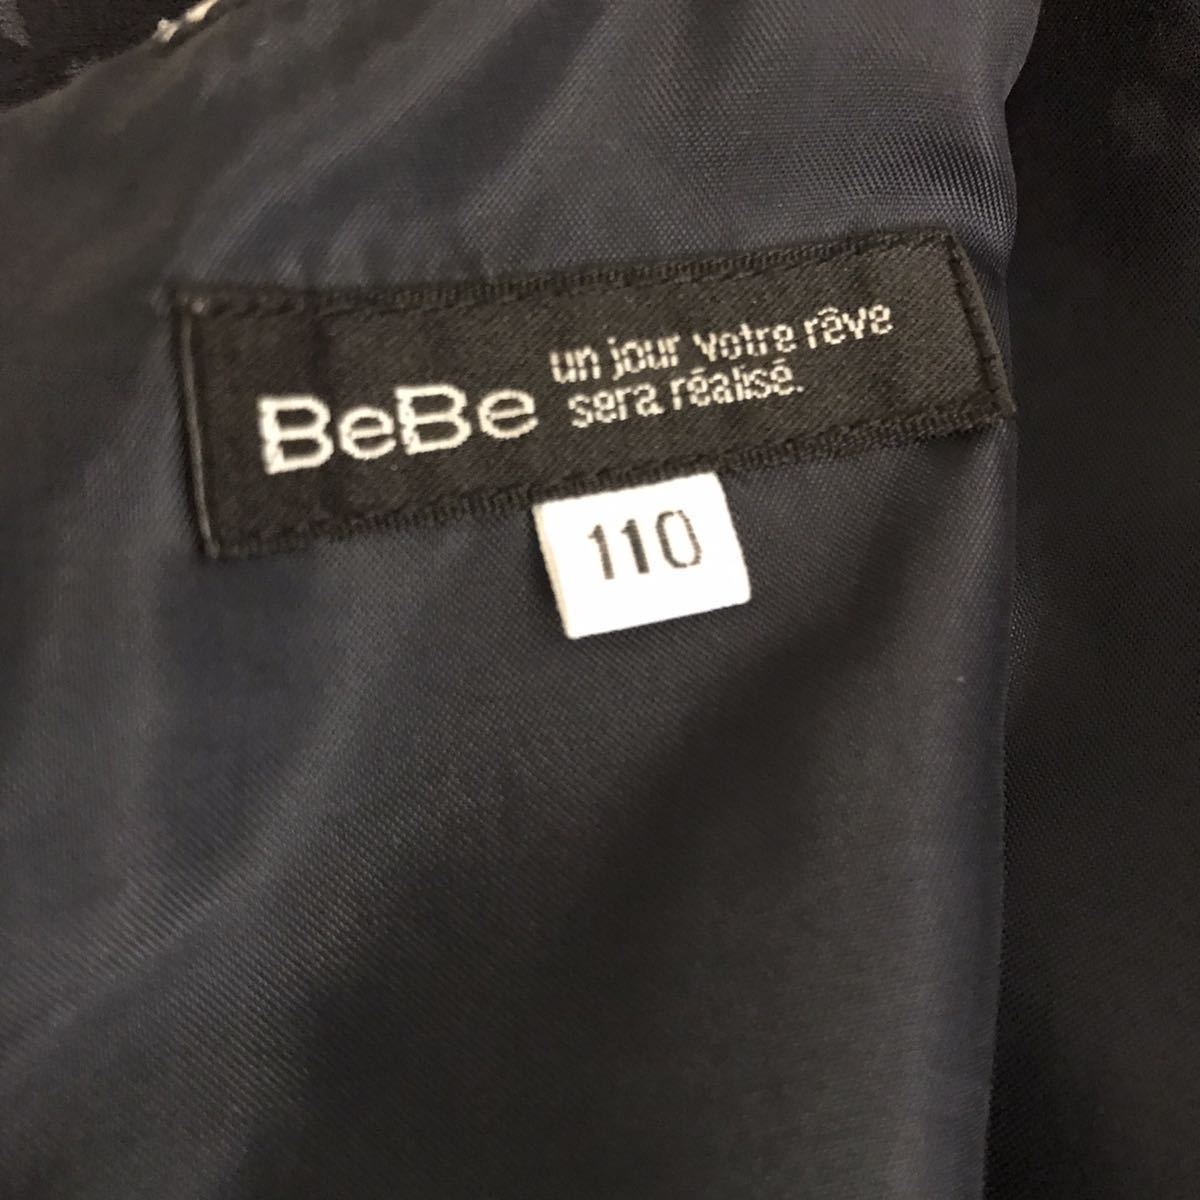 BeBe
un jour votre rêve
sera réalisé.
110